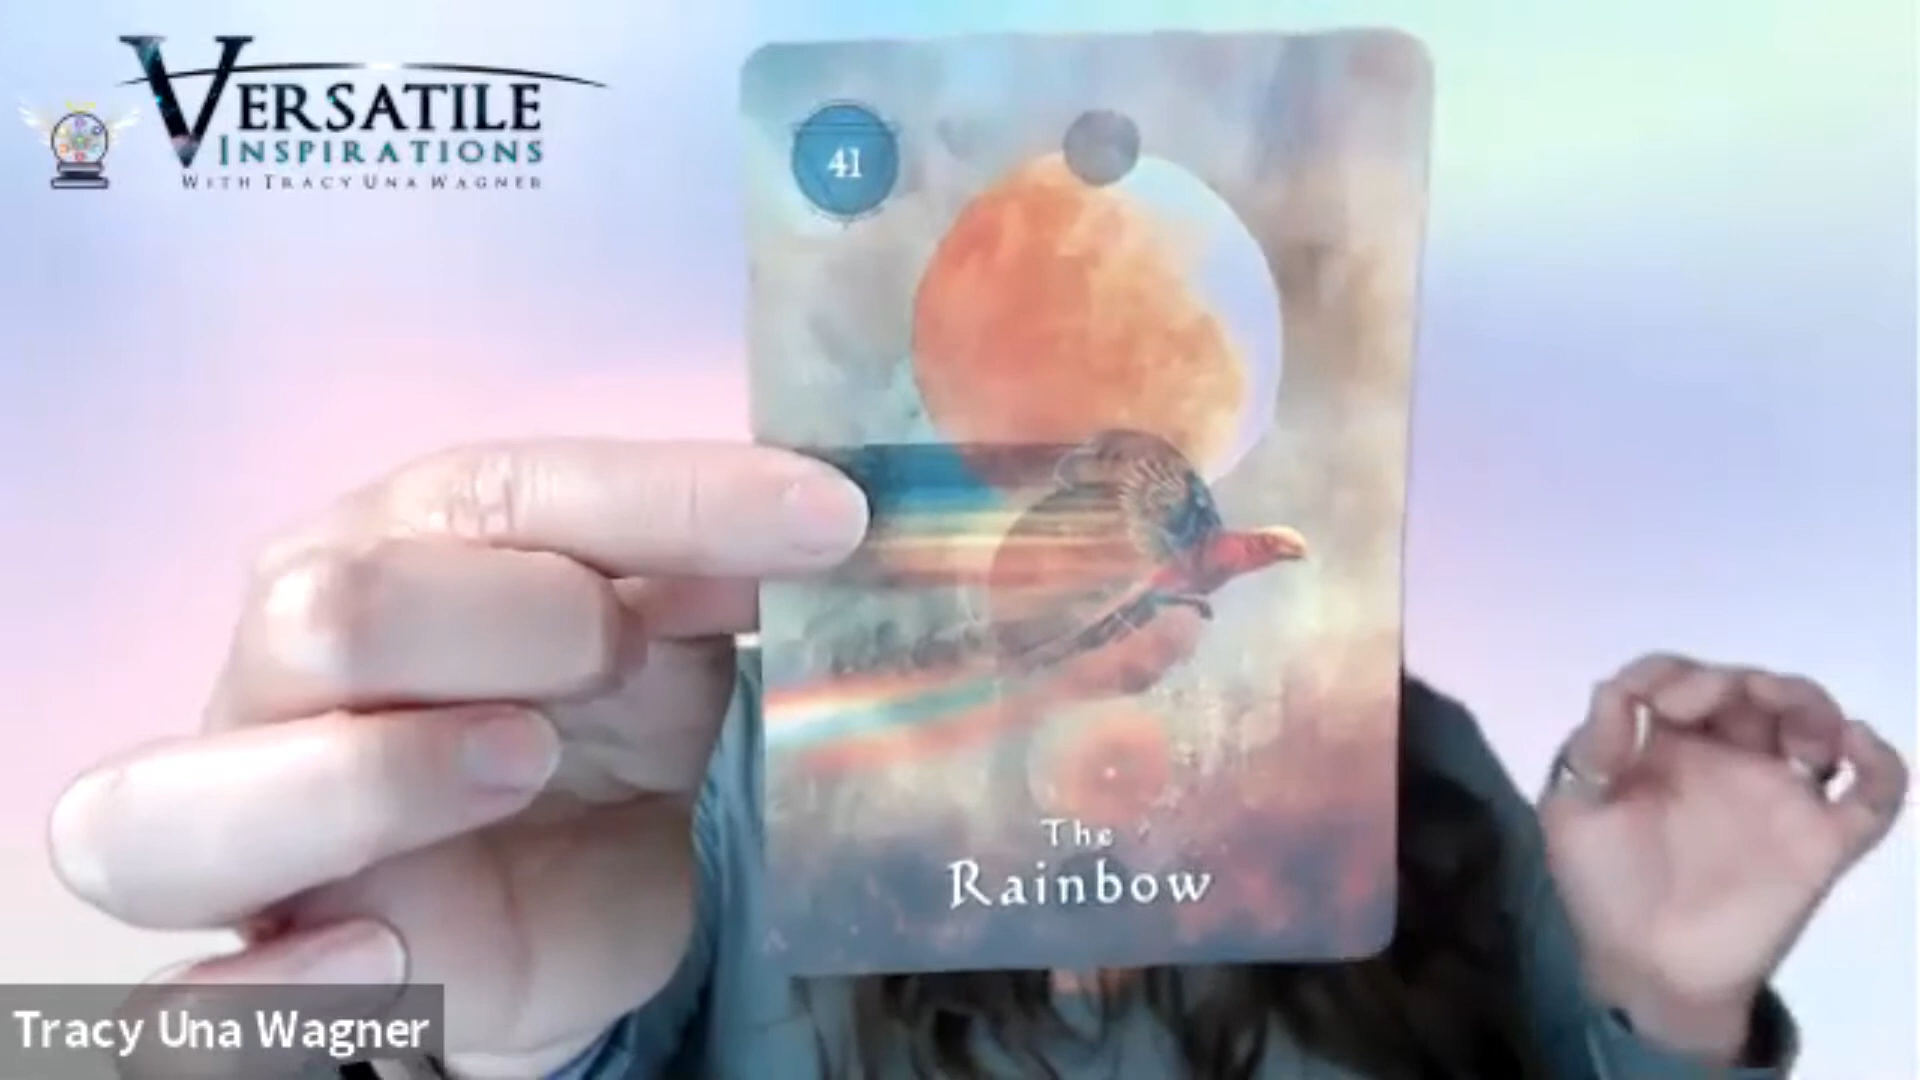 VERSATILE
INSPIRATIONS
WITH TRACY UNA WAGNER
41
The
Rainbow
Tracy Una Wagner